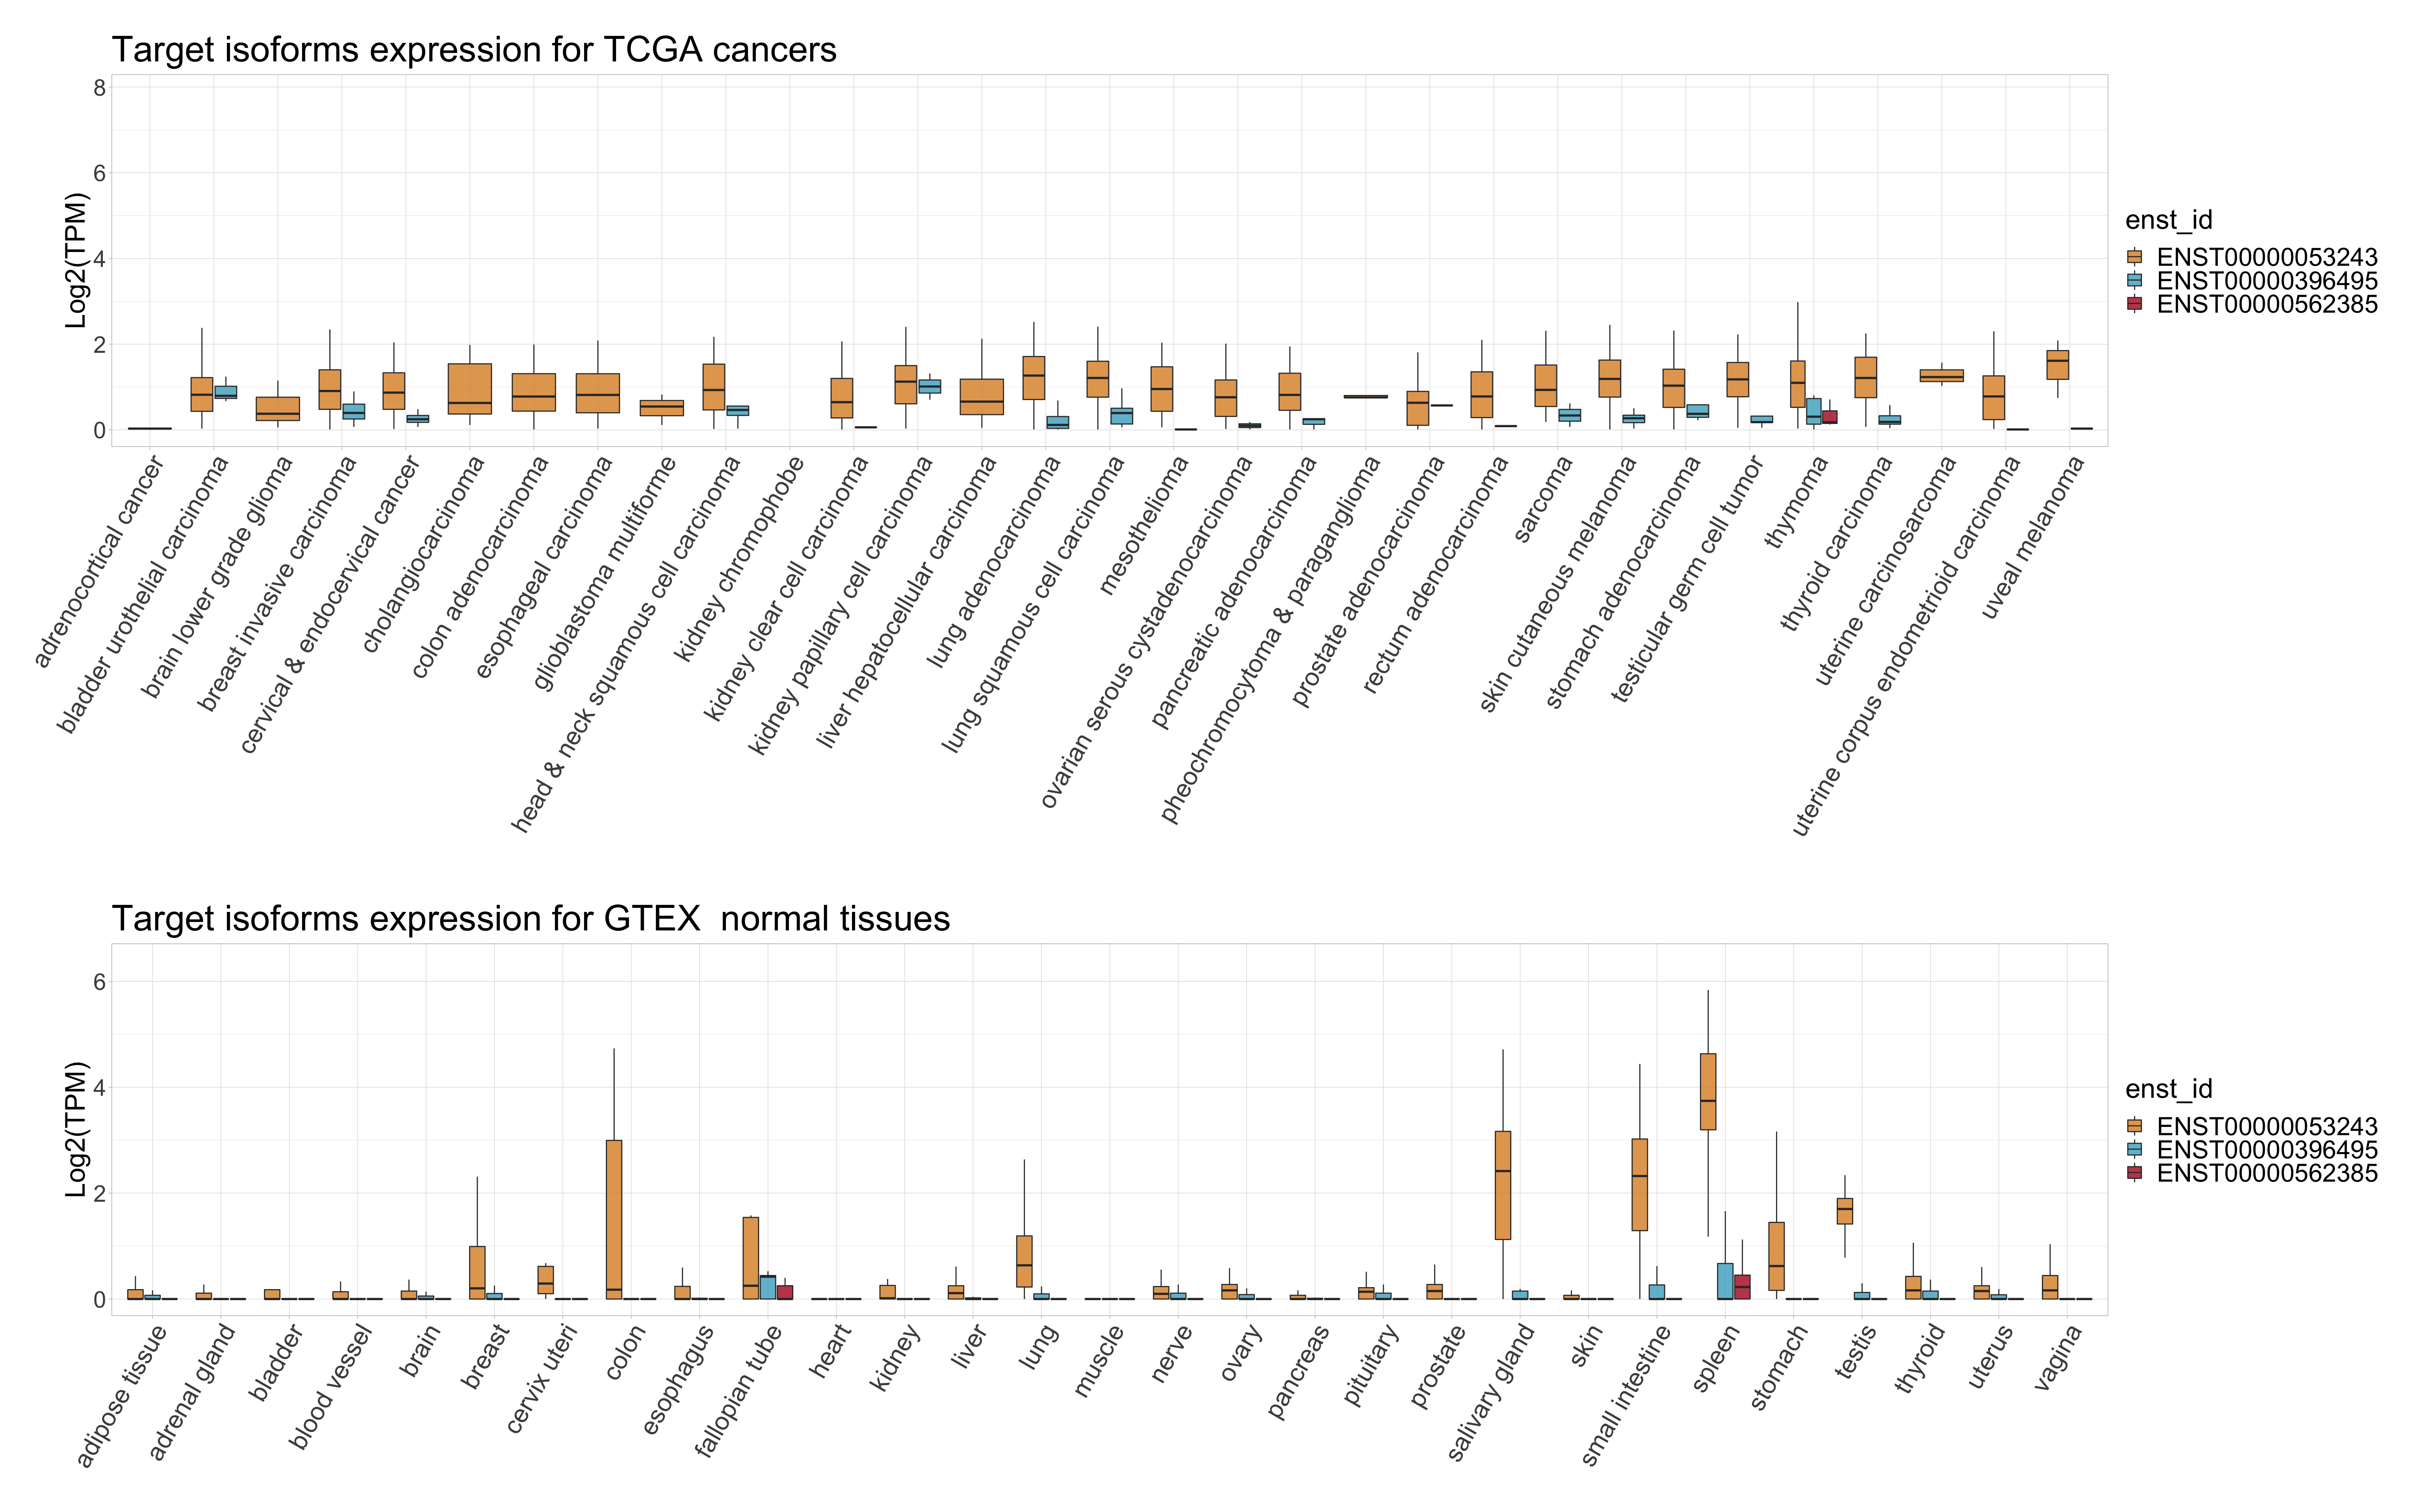 Target isoforms expression for TCGA cancers
8
6
4
2
0
Log2(TPM)
adrenocortical cancer
bladder urothelial carcinoma
brain lower grade glioma
breast invasive carcinoma
cervical & endocervical cancer
cholangiocarcinoma
colon adenocarcinoma
esophageal carcinoma
glioblastoma multiforme
head & neck squamous cell carcinoma
kidney chromophobe
kidney clear cell carcinoma
kidney papillary cell carcinoma
liver hepatocellular carcinoma
lung adenocarcinoma
lung squamous cell carcinoma
mesothelioma
ovarian serous cystadenocarcinoma
pancreatic adenocarcinoma
pheochromocytoma & paraganglioma
prostate adenocarcinoma
rectum adenocarcinoma
sarcoma
skin cutaneous melanoma
stomach adenocarcinoma
testicular germ cell tumor
thymoma
thyroid carcinoma
uterine carcinosarcoma
uterine corpus endometrioid carcinoma
uveal melanoma
enst_id
ENST00000053243
ENST00000396495
ENST00000562385
Target isoforms expression for GTEX  normal tissues
6
4
2
0
Log2(TPM)
adipose tissue
adrenal gland
bladder
blood vessel
brain
breast
cervix uteri
colon
esophagus
fallopian tube
heart
kidney
liver
lung
muscle
nerve
ovary
pancreas
pituitary
prostate
salivary gland
skin
small intestine
spleen
stomach
testis
thyroid
uterus
vagina
enst_id
ENST00000053243
ENST00000396495
ENST00000562385